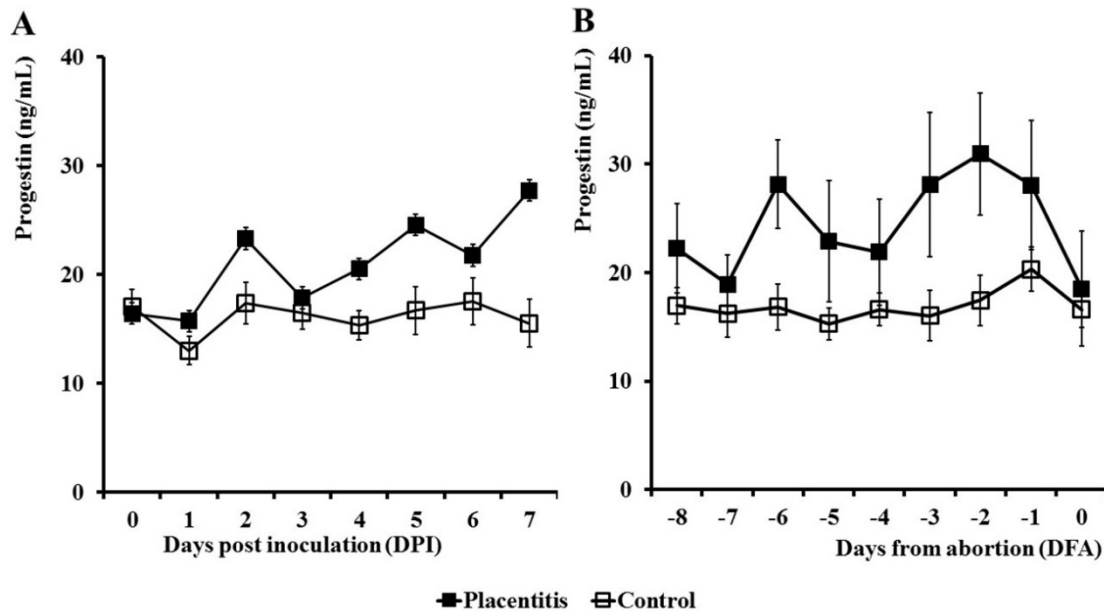 A
Progestin (ng/mL)
40
30
20
10
0
0 1 2 3 4 5 6 7
Days post inoculation (DPI)
B
Progestin (ng/mL)
40
30
20
10
0
-8 -7 -6 -5 -4 -3 -2 -1 0
Days from abortion (DFA)
Placentitis Control